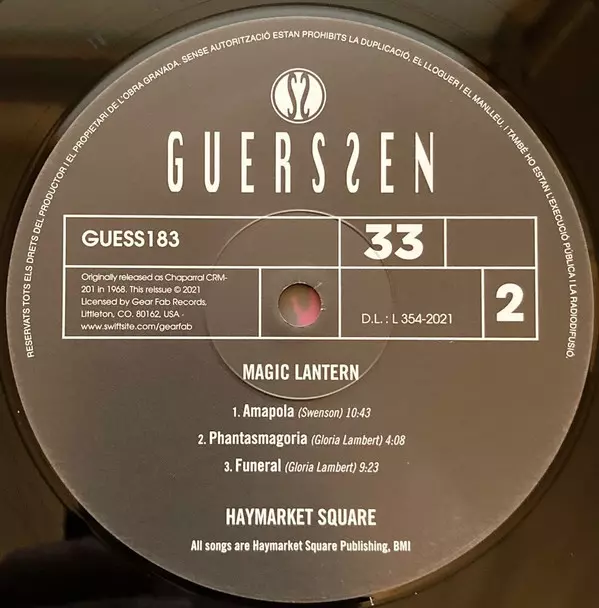 RESERVATS TOTS ELS DRETS DEL PRODUCTOR I EL PROPIETARI DE L'OBRA GRAVADA. SENSE AUTORITZACIÓ ESTAN PROHIBITS LA DUPLICACIÓ, EL LLOGUER I EL MANLLEU, I TAMBÉ HO ESTAN L'EXECUCIÓ PÚBLICA I LA RADIODIFUSIÓ.
GUERSSEN
GUESS183
33
Originally released as Chaparral CRM-
201 in 1968. This reissue © 2021
Licensed by Gear Fab Records,
Littleton, CO. 80162, USA -
www.swiftsite.com/gearfab
D.L.: L 354-2021
2
MAGIC LANTERN
1. Amapola (Swenson) 10:43
2. Phantasmagoria (Gloria Lambert) 4:08
3. Funeral (Gloria Lambert) 9:23
HAYMARKET SQUARE
All songs are Haymarket Square Publishing, BMI